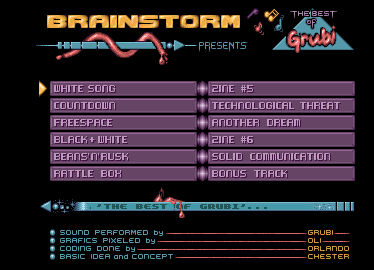 BRAINSTORM
PRESENTS
THE BEST
OF
Grubi
WHITE SONG
ZINE #5
COUNTDOWN
TECHNOLOGICAL THREAT
FREESPACE
ANOTHER DREAM
BLACK+WHITE
ZINE #6
BEANS'N'RUSK
SOLID COMMUNICATION
RATTLE BOX
BONUS TRACK
.'THE BEST OF GRUBI'...
SOUND PERFORMED by GRUBI
GRAFICS PIXELED by OLI
CODING DONE by ORLANDO
BASIC IDEA and CONCEPT CHESTER